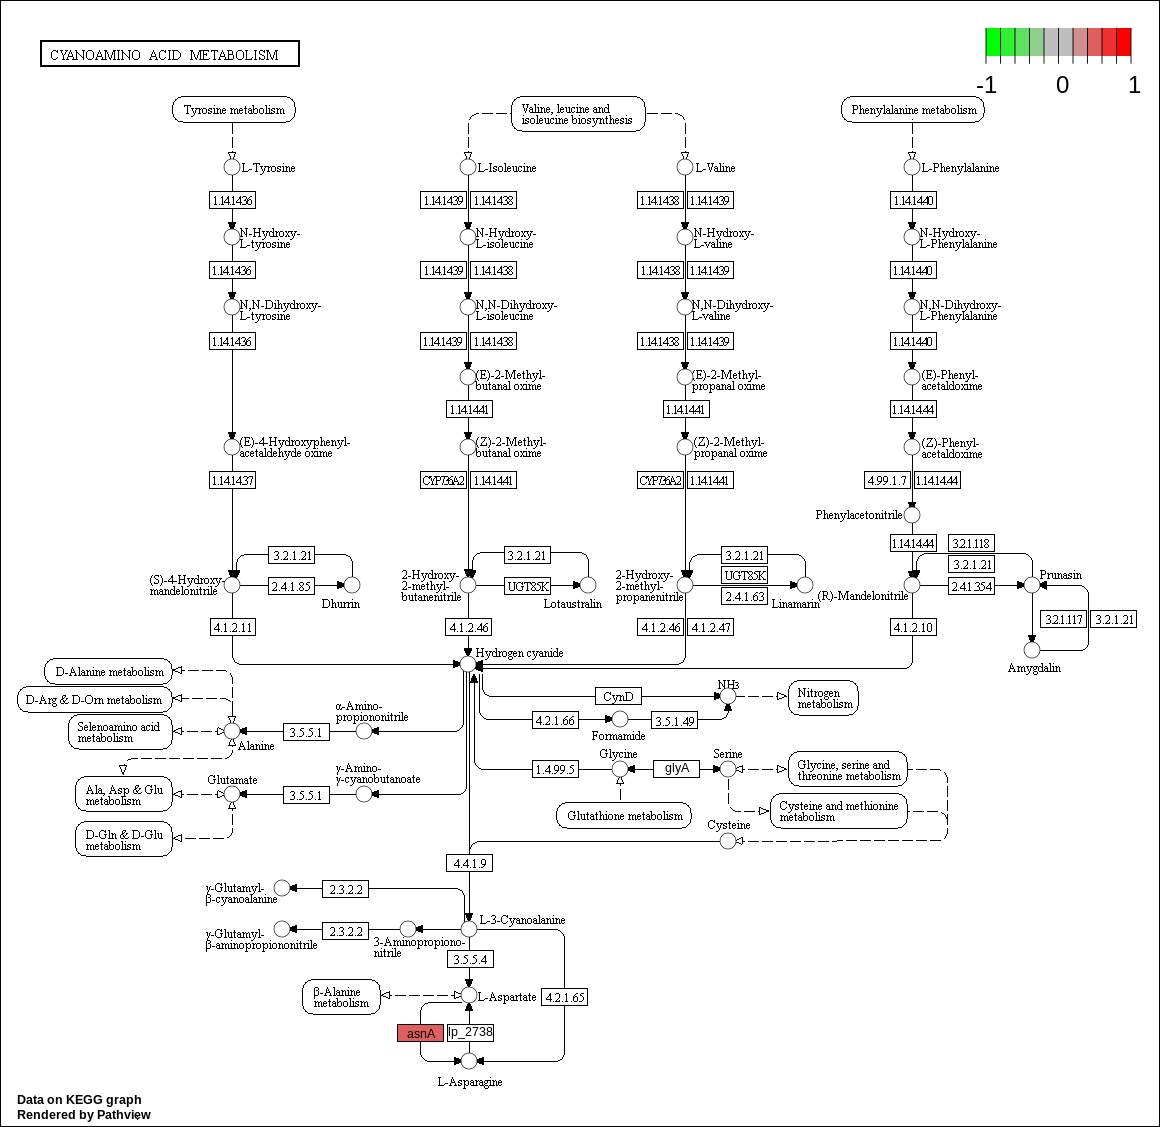 CYANOAMINO ACID METABOLISM
-1 0 1
Tyrosine metabolism
Valine, leucine and
isoleucine biosynthesis
Phenylalanine metabolism
L-Tyrosine
L-Isoleucine
L-Valine
L-Phenylalanine
1.14.14.36
1.14.14.39 1.14.14.38
1.14.14.38 1.14.14.39
1.14.14.40
N-Hydroxy-
L-tyrosine
N-Hydroxy-
L-isoleucine
N-Hydroxy-
L-valine
N-Hydroxy-
L-Phenylalanine
1.14.14.36
1.14.14.39 1.14.14.38
1.14.14.38 1.14.14.39
1.14.14.40
N,N-Dihydroxy-
L-tyrosine
N,N-Dihydroxy-
L-isoleucine
N,N-Dihydroxy-
L-valine
N,N-Dihydroxy-
L-Phenylalanine
1.14.14.36
1.14.14.39 1.14.14.38
1.14.14.38 1.14.14.39
1.14.14.40
(E)-2-Methyl-
butanal oxime
(E)-2-Methyl-
propanal oxime
(E)-Phenyl-
acetaldoxime
1.14.14.41
1.14.14.41
1.14.14.44
(E)-4-Hydroxyphenyl-
acetaldehyde oxime
(Z)-2-Methyl-
butanal oxime
(Z)-2-Methyl-
propanal oxime
(Z)-Phenyl-
acetaldoxime
1.14.14.37
CYP736A2 1.14.14.41
CYP736A2 1.14.14.41
4.99.1.7 1.14.14.44
Phenylacetonitrile
1.14.14.44
3.2.1.118
3.2.1.21
3.2.1.21
3.2.1.21
3.2.1.21
(S)-4-Hydroxy-
mandelonitrile
2.4.1.85
Dhurrin
2-Hydroxy-
2-methyl-
butanenitrile
UGT85K
Lotaustralin
2-Hydroxy-
2-methyl-
propanenitrile
UGT85K
2.4.1.63
Linamarin
(R)-Mandelonitrile
2.4.1.354
Prunasin
4.1.2.11
4.1.2.46
4.1.2.46 4.1.2.47
4.1.2.10
3.2.1.117 3.2.1.21
Amygdalin
Hydrogen cyanide
D-Alanine metabolism
D-Arg & D-Orn metabolism
Selenoamino acid
metabolism
Alanine
3.5.5.1
α-Amino-
propiononitrile
CynD
NH3
Nitrogen
metabolism
4.2.1.66
Formamide
3.5.1.49
Glycine
Serine
1.4.99.5
glyA
Glycine, serine and
threonine metabolism
Ala, Asp & Glu
metabolism
Glutamate
3.5.5.1
γ-Amino-
γ-cyanobutanoate
Glutathione metabolism
Cysteine and methionine
metabolism
D-Gln & D-Glu
metabolism
Cysteine
4.4.1.9
γ-Glutamyl-
β-cyanoalanine
2.3.2.2
L-3-Cyanoalanine
γ-Glutamyl-
β-aminopropiononitrile
2.3.2.2
3-Aminopropiono-
nitrile
3.5.5.4
β-Alanine
metabolism
L-Aspartate
4.2.1.65
asnA
lp_2738
L-Asparagine
Data on KEGG graph
Rendered by Pathview